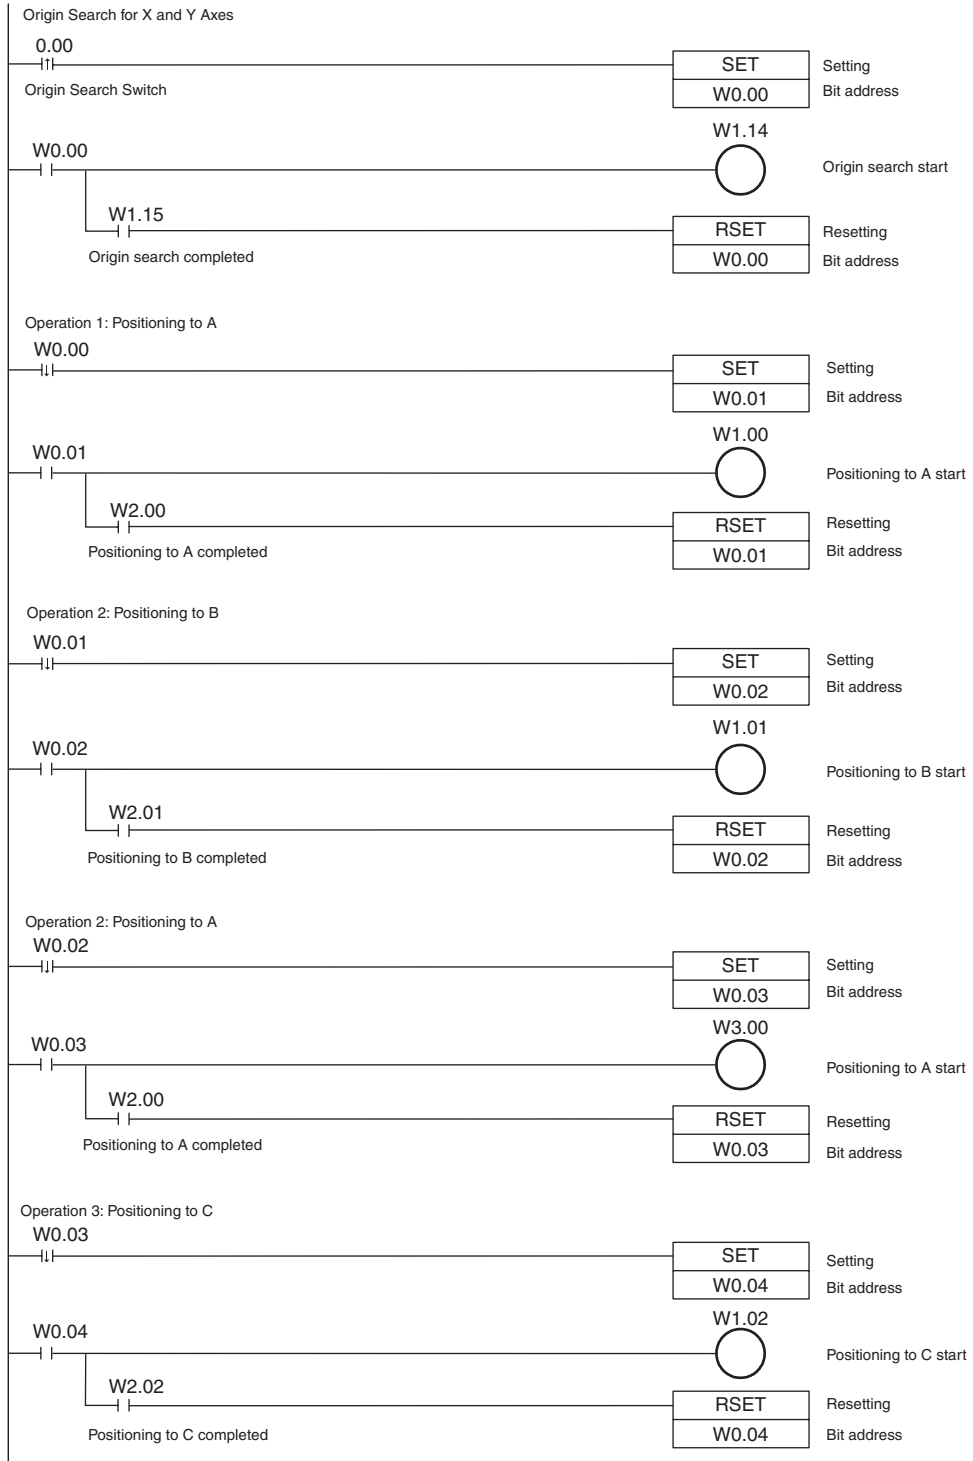 Origin Search for X and Y Axes
0.00
SET Setting
Origin Search Switch W0.00 Bit address
W1.14
W0.00
Origin search start
W1.15
RSET Resetting
Origin search completed W0.00 Bit address
Operation 1: Positioning to A
W0.00
SET Setting
W0.01 Bit address
W1.00
W0.01
Positioning to A start
W2.00
RSET Resetting
Positioning to A completed W0.01 Bit address
Operation 2: Positioning to B
W0.01
SET Setting
W0.02 Bit address
W1.01
W0.02
Positioning to B start
W2.01
RSET Resetting
Positioning to B completed W0.02 Bit address
Operation 2: Positioning to A
W0.02
SET Setting
W0.03 Bit address
W3.00
W0.03
Positioning to A start
W2.00
RSET Resetting
Positioning to A completed W0.03 Bit address
Operation 3: Positioning to C
W0.03
SET Setting
W0.04 Bit address
W1.02
W0.04
Positioning to C start
W2.02
RSET Resetting
Positioning to C completed W0.04 Bit address